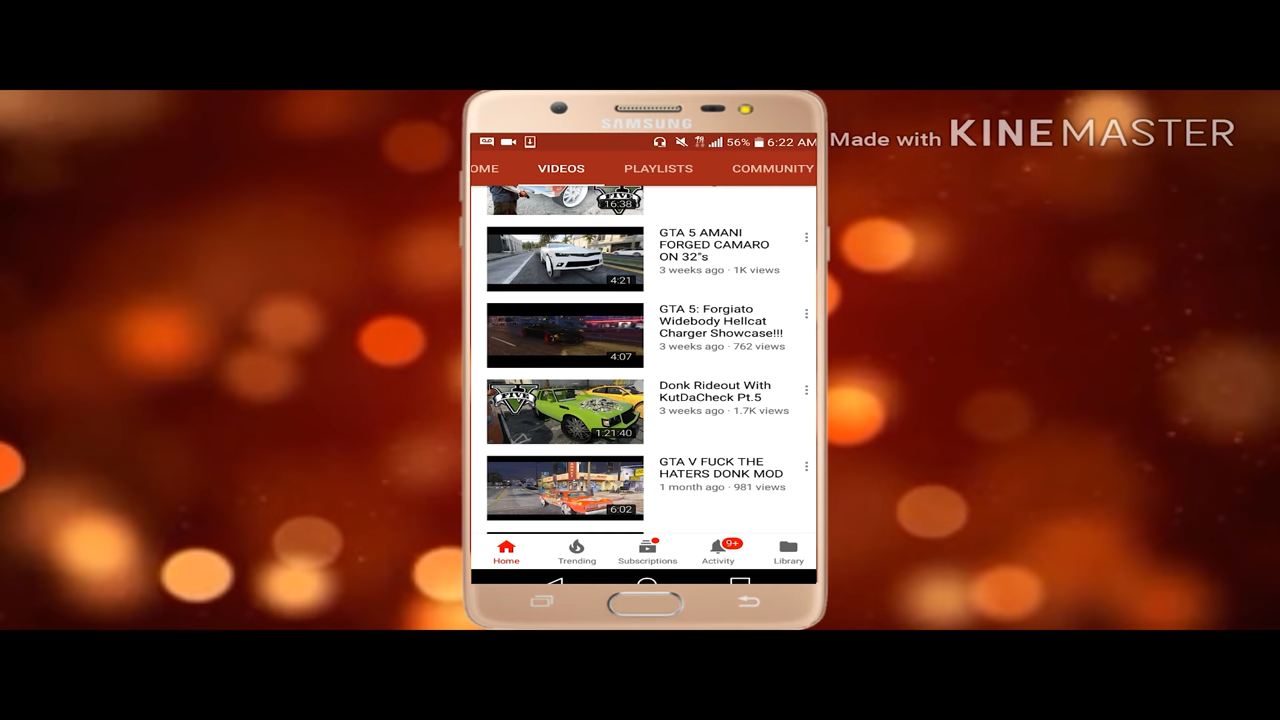 Made with KINEMASTER
SAMSUNG
56% 6:22 AM
OME VIDEOS PLAYLISTS COMMUNITY
FIVE
16:38
GTA 5 AMANI
FORGED CAMARO
ON 32"s
3 weeks ago · 1K views
4:21
GTA 5: Forgiato
Widebody Hellcat
Charger Showcase!!!
3 weeks ago · 762 views
4:07
Donk Rideout With
KutDaCheck Pt.5
3 weeks ago · 1.7K views
FIVE
1:21:40
GTA V FUCK THE
HATERS DONK MOD
1 month ago · 981 views
6:02
9+
Home Trending Subscriptions Activity Library